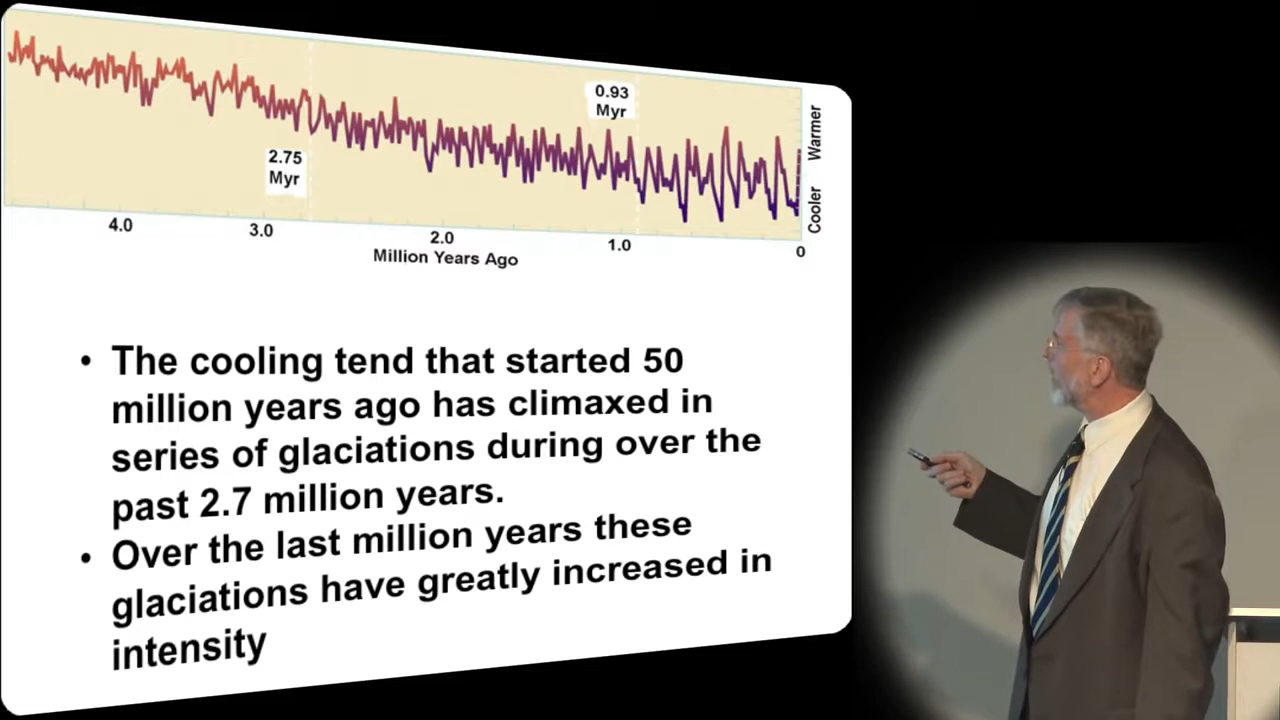 0.93
Myr
2.75
Myr
Warmer
Cooler
4.0 3.0 2.0 1.0 0
Million Years Ago
• The cooling tend that started 50
million years ago has climaxed in
series of glaciations during over the
past 2.7 million years.
• Over the last million years these
glaciations have greatly increased in
intensity